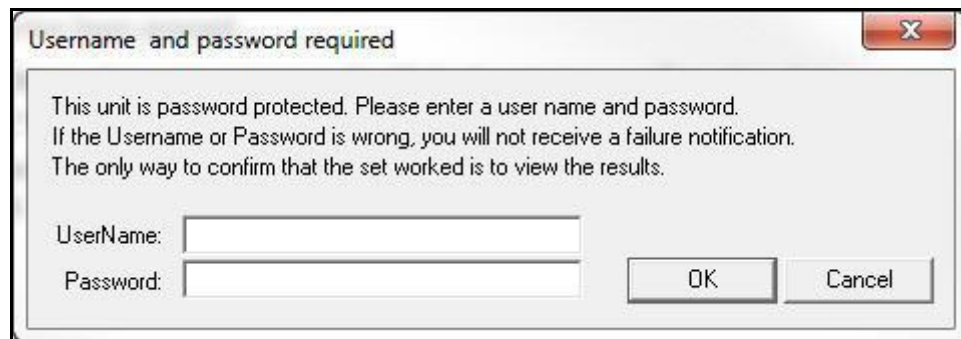 Username  and password required
This unit is password protected. Please enter a user name and password.
If the Username or Password is wrong, you will not receive a failure notification.
The only way to confirm that the set worked is to view the results.
UserName:
Password:
OK
Cancel